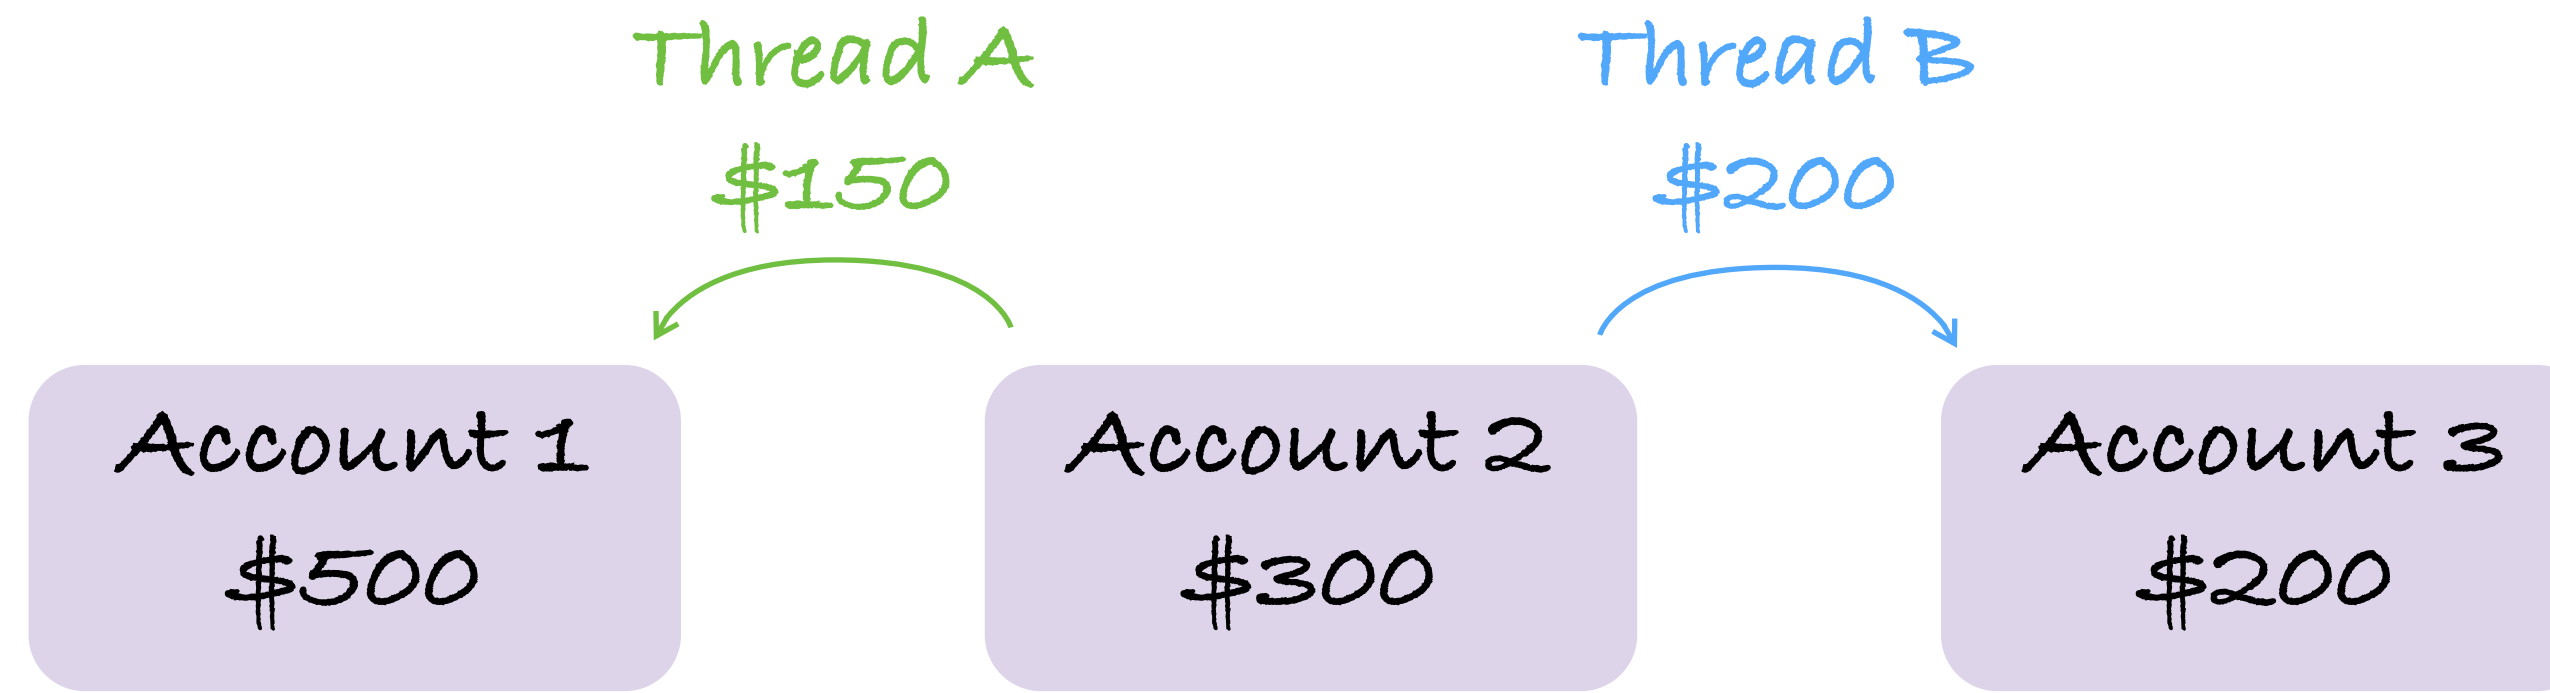 Thread A
$150
Thread B
$200
Account 1
$500
Account 2
$300
Account 3
$200